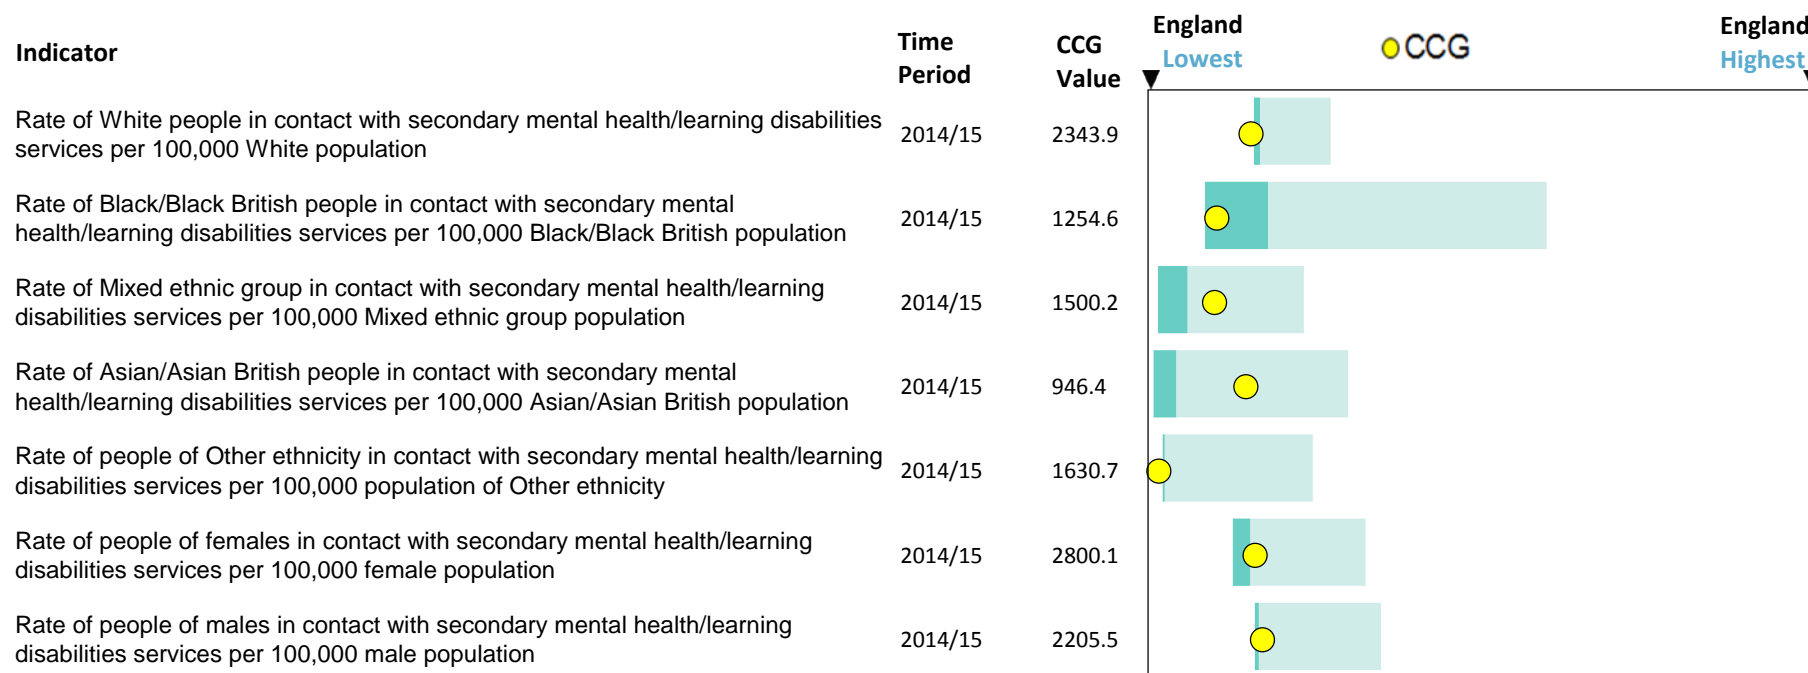 Indicator
Time
Period
CCG
Value
England
Lowest
CCG
England
Highest
Rate of White people in contact with secondary mental health/learning disabilities
services per 100,000 White population
2014/15
2343.9
Rate of Black/Black British people in contact with secondary mental
health/learning disabilities services per 100,000 Black/Black British population
2014/15
1254.6
Rate of Mixed ethnic group in contact with secondary mental health/learning
disabilities services per 100,000 Mixed ethnic group population
2014/15
1500.2
Rate of Asian/Asian British people in contact with secondary mental
health/learning disabilities services per 100,000 Asian/Asian British population
2014/15
946.4
Rate of people of Other ethnicity in contact with secondary mental health/learning
disabilities services per 100,000 population of Other ethnicity
2014/15
1630.7
Rate of people of females in contact with secondary mental health/learning
disabilities services per 100,000 female population
2014/15
2800.1
Rate of people of males in contact with secondary mental health/learning
disabilities services per 100,000 male population
2014/15
2205.5